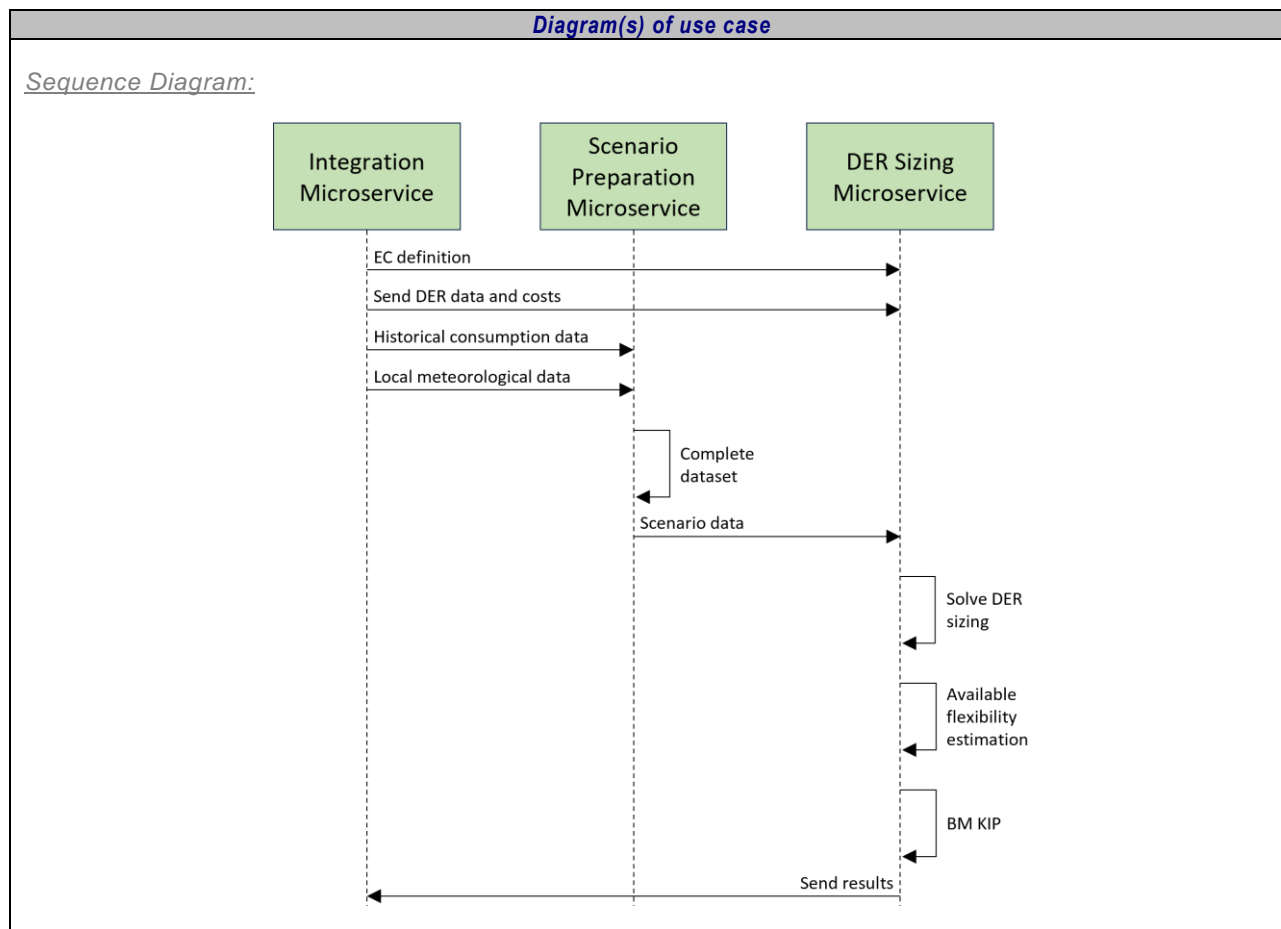 Diagram(s) of use case
Sequence Diagram:
Integration
Microservice
Scenario
Preparation
Microservice
DER Sizing
Microservice
EC definition
Send DER data and costs
Historical consumption data
Local meteorological data
Complete
dataset
Scenario data
Solve DER
sizing
Available
flexibility
estimation
BM KIP
Send results